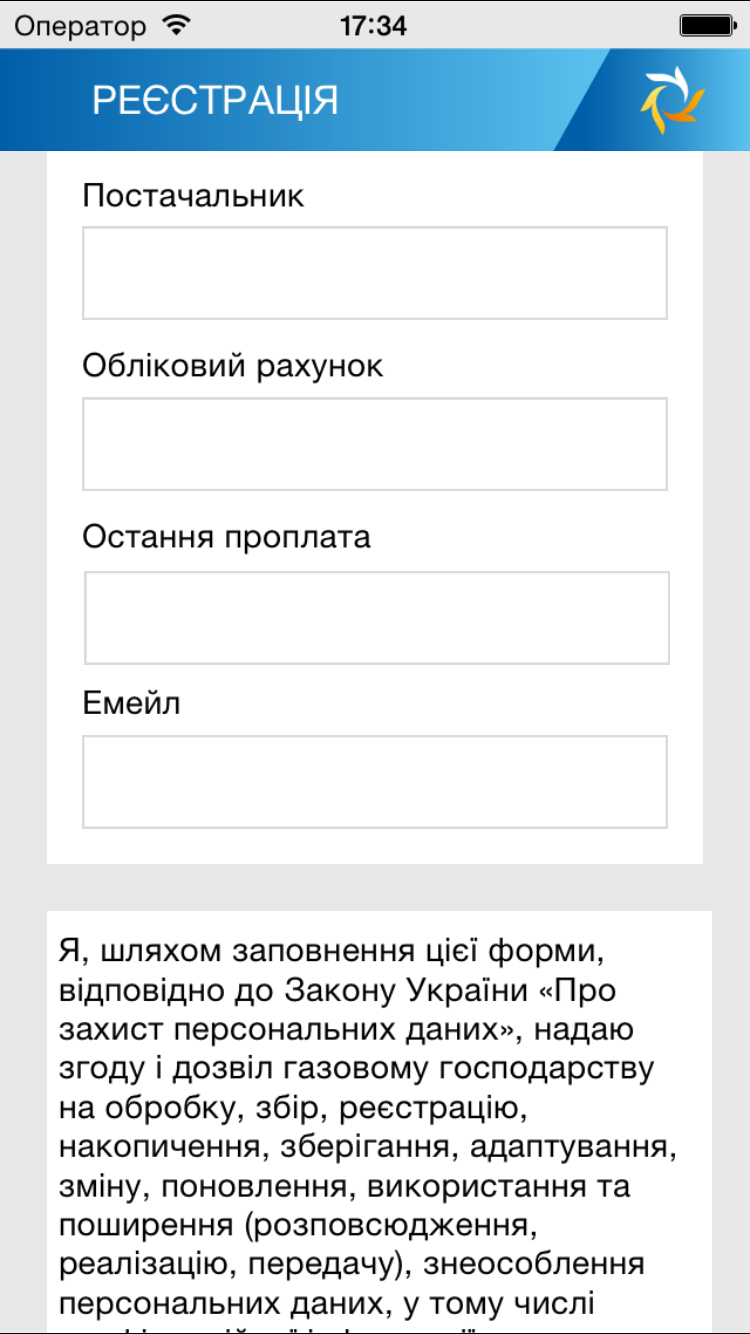 Оператор 17:34
РЕЄСТРАЦІЯ
Постачальник
Обліковий рахунок
Остання проплата
Емейл
Я, шляхом заповнення цієї форми,
відповідно до Закону України «Про
захист персональних даних», надаю
згоду і дозвіл газовому господарству
на обробку, збір, реєстрацію,
накопичення, зберігання, адаптування,
зміну, поновлення, використання та
поширення (розповсюдження,
реалізацію, передачу), знеособлення
персональних даних, у тому числі